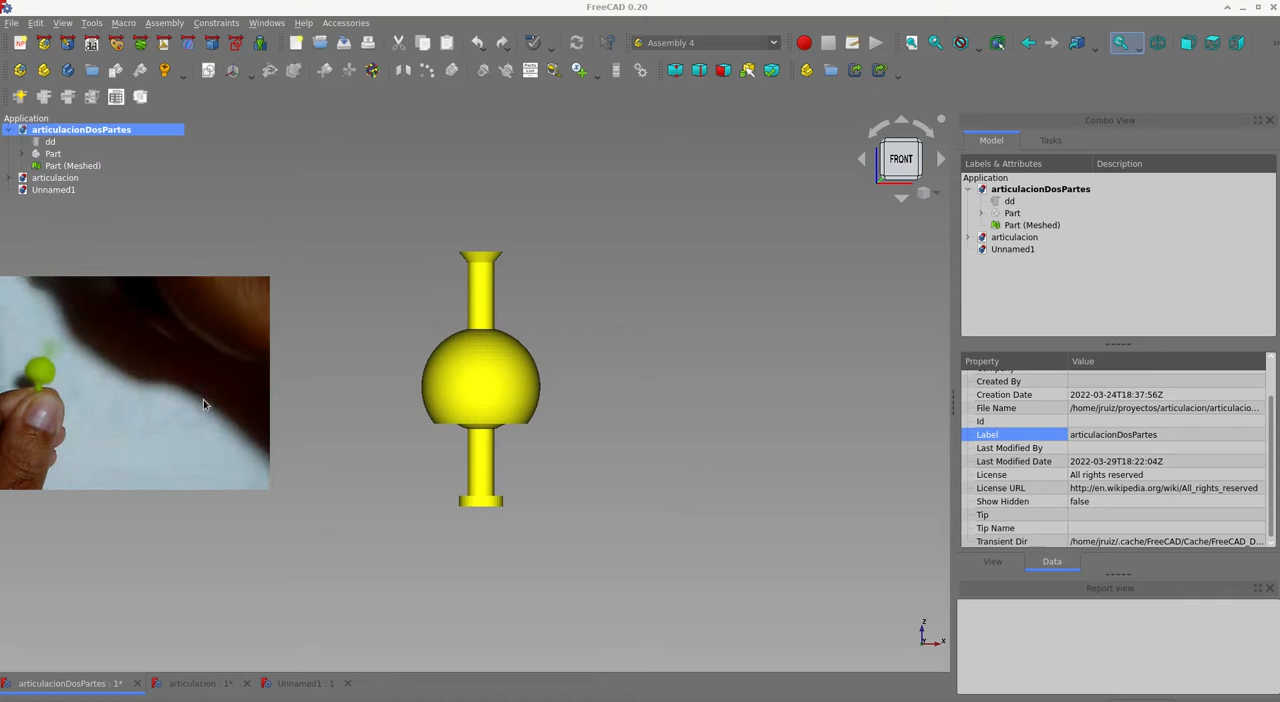 FreeCAD 0.20
File Edit View Tools Macro Assembly Constraints Windows Help Accessories
Assembly 4
Application
articulacionDosPartes
dd
Part
Part (Meshed)
articulacion
Unnamed1
FRONT
Z
X
Combo View
Model Tasks
Labels & Attributes Description
Application
articulacionDosPartes
dd
Part
Part (Meshed)
articulacion
Unnamed1
Property Value
Created By
Creation Date 2022-03-24T18:37:56Z
File Name /home/jruiz/proyectos/articulacion/articulacio...
Id
Label articulacionDosPartes
Last Modified By
Last Modified Date 2022-03-29T18:22:04Z
License All rights reserved
License URL http://en.wikipedia.org/wiki/All_rights_reserved
Show Hidden false
Tip
Tip Name
Transient Dir /home/jruiz/.cache/FreeCAD/Cache/FreeCAD_D...
View Data
Report view
articulacionDosPartes : 1* articulacion : 1* Unnamed1 : 1